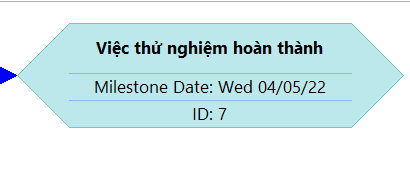 Việc thử nghiệm hoàn thành
Milestone Date: Wed 04/05/22
ID: 7